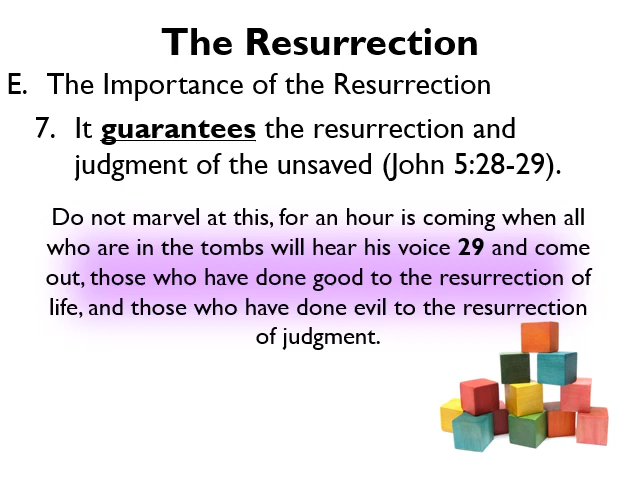 The Resurrection
E. The Importance of the Resurrection
7. It guarantees the resurrection and
judgment of the unsaved (John 5:28-29).
Do not marvel at this, for an hour is coming when all
who are in the tombs will hear his voice 29 and come
out, those who have done good to the resurrection of
life, and those who have done evil to the resurrection
of judgment.